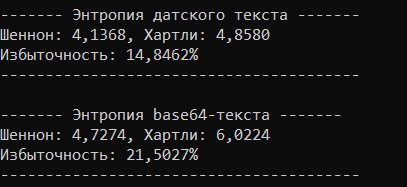 ------- Энтропия датского текста -------
Шеннон: 4,1368, Хартли: 4,8580
Избыточность: 14,8462%
----------------------------------------
------- Энтропия base64-текста -------
Шеннон: 4,7274, Хартли: 6,0224
Избыточность: 21,5027%
----------------------------------------